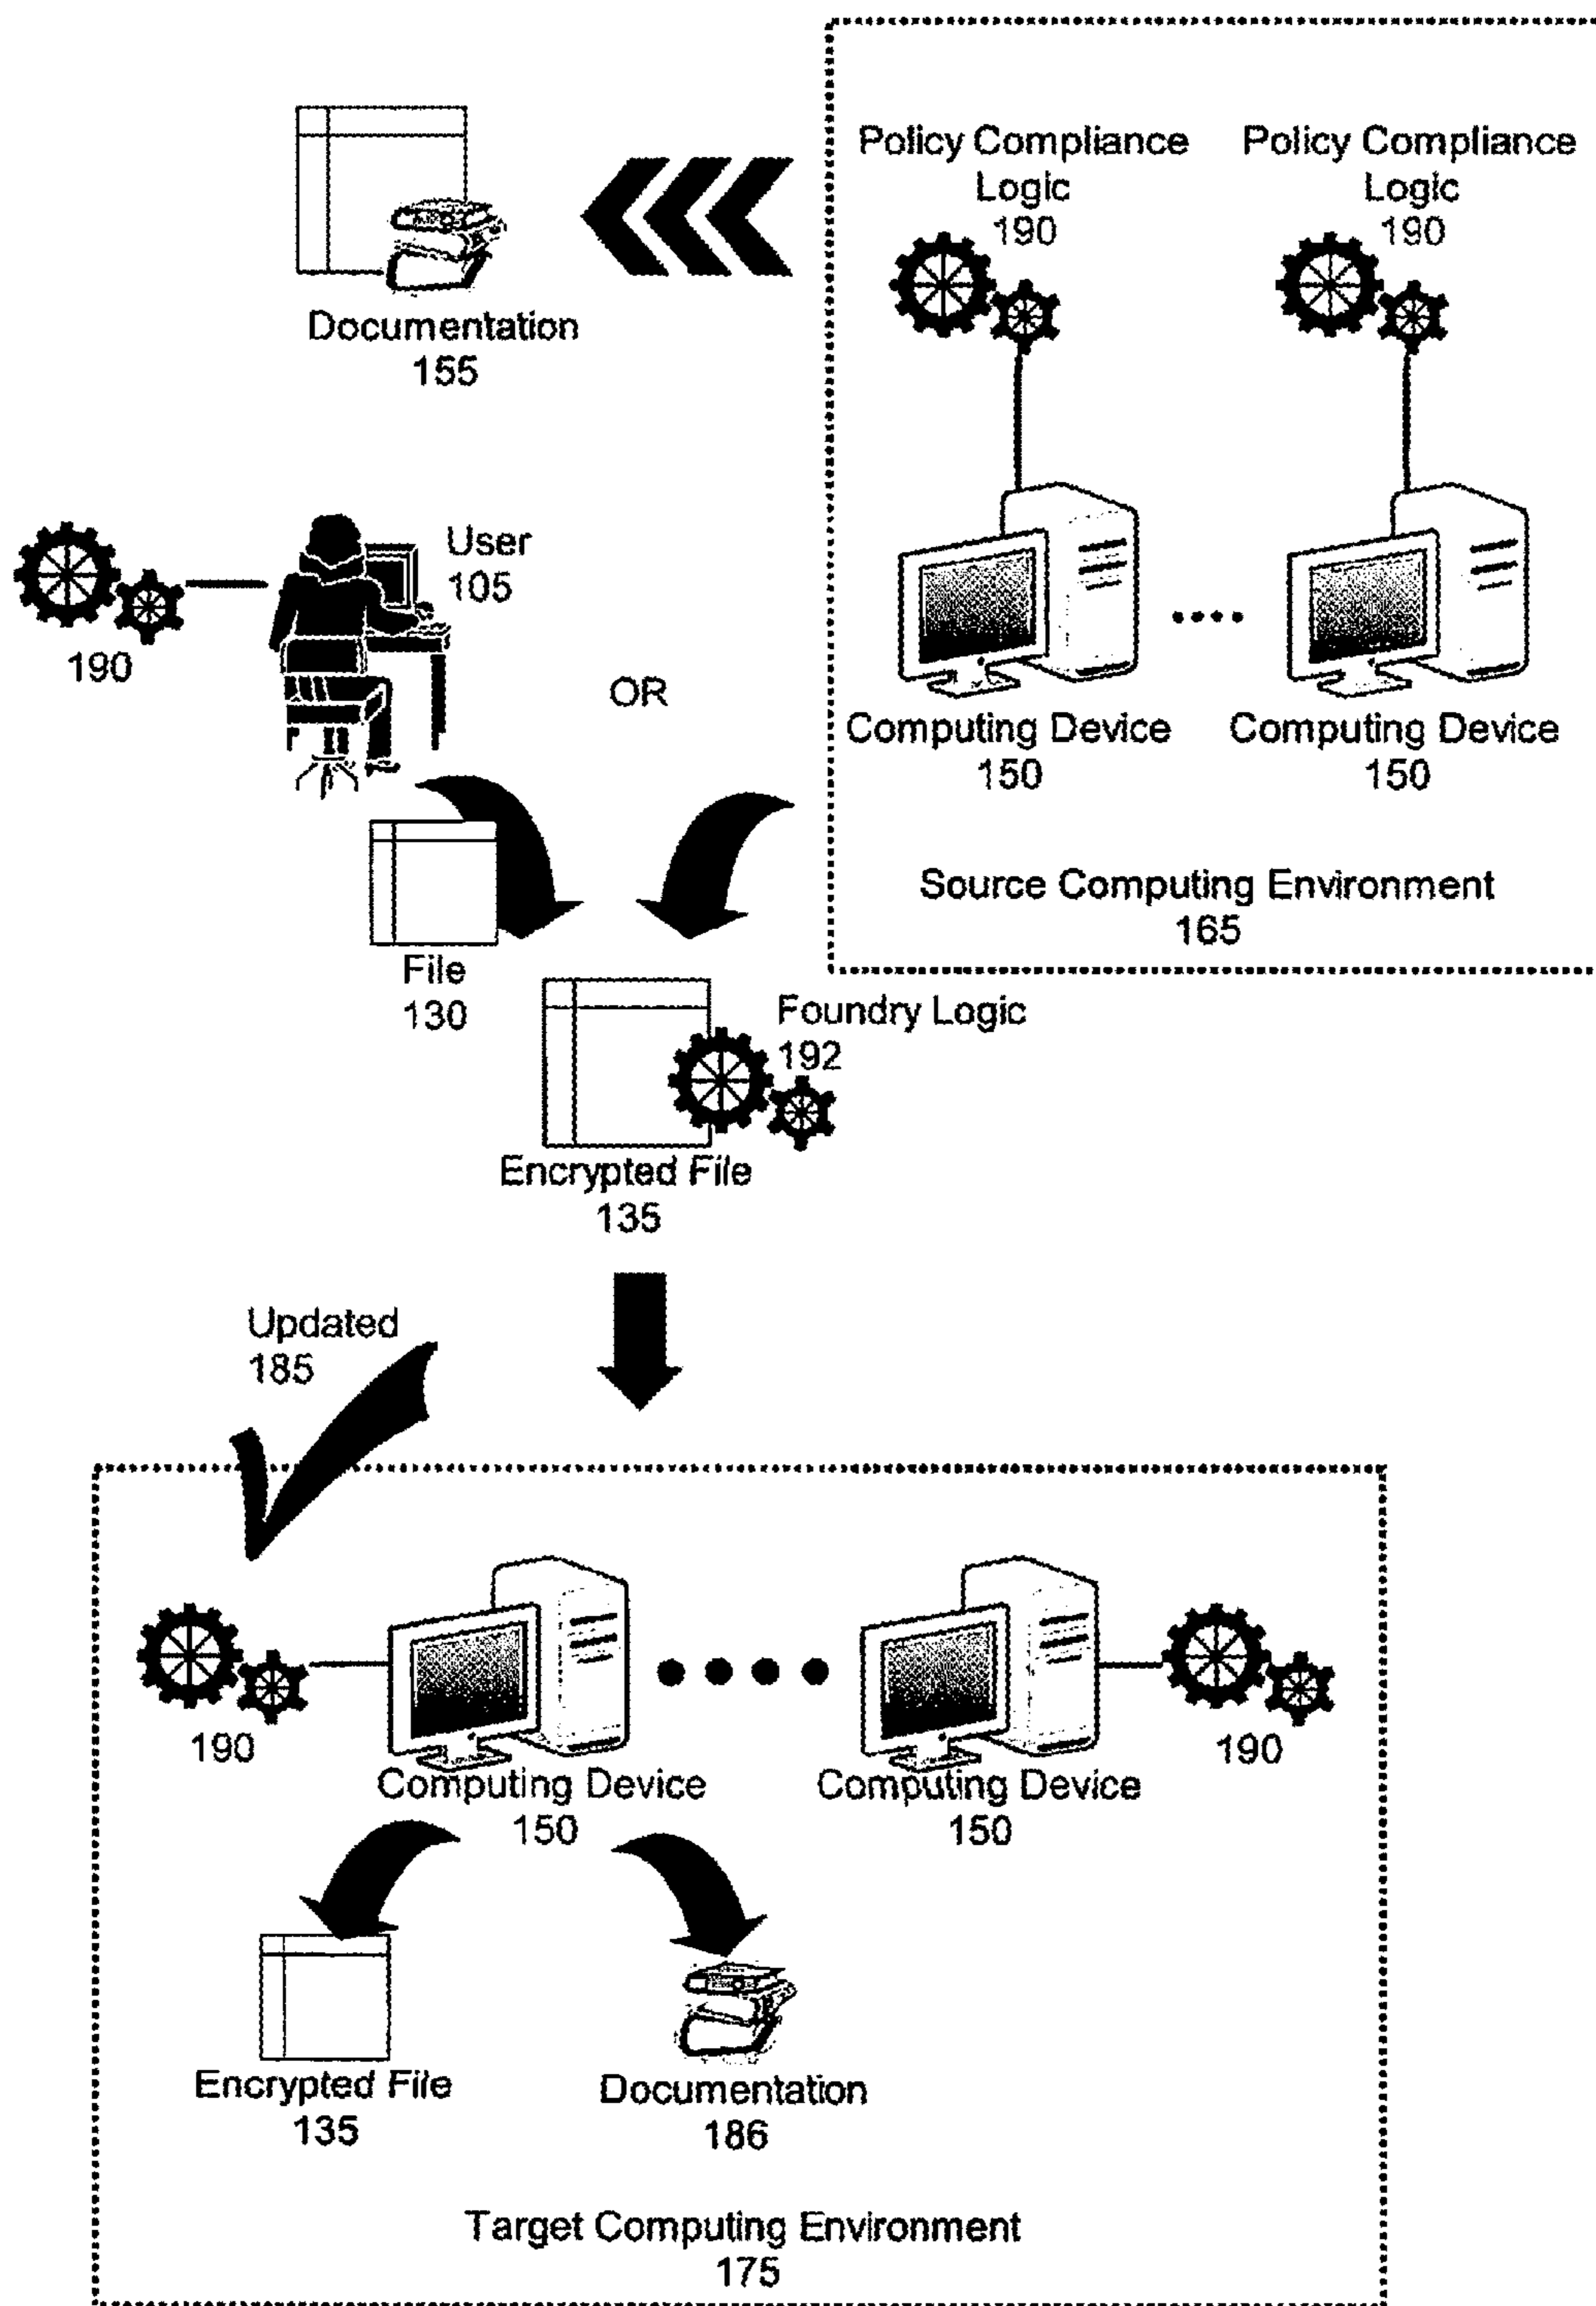 Policy Compliance
Logic
190
Policy Compliance
Logic
190
Documentation
155
User
105
190
OR
Computing Device
150
Computing Device
150
Source Computing Environment
165
File
130
Foundry Logic
192
Encrypted File
135
Updated
185
190
Computing Device
150
Computing Device
150
190
Encrypted File
135
Documentation
186
Target Computing Environment
175